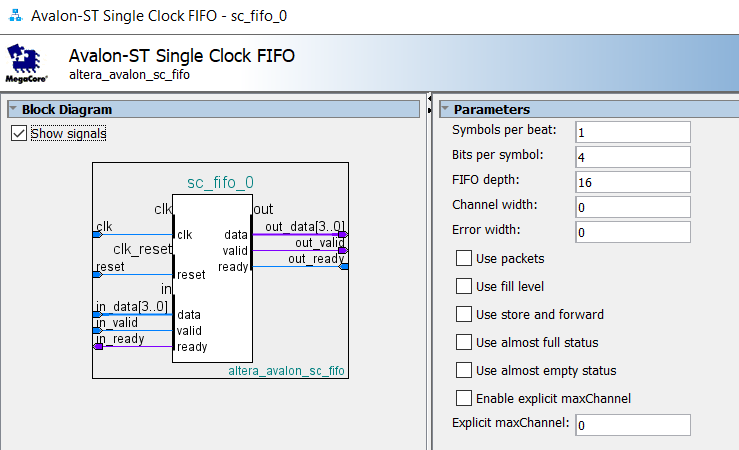 Avalon-ST Single Clock FIFO - sc_fifo_0
Avalon-ST Single Clock FIFO
altera_avalon_sc_fifo
MegaCore®
Block Diagram
Show signals
sc_fifo_0
clk
out
clk
clk
data
out_data[3..0]
valid
out_valid
clk_reset
ready
out_ready
reset
reset
in
in_data[3..0]
data
in_valid
valid
in_ready
ready
altera_avalon_sc_fifo
Parameters
Symbols per beat: 1
Bits per symbol: 4
FIFO depth: 16
Channel width: 0
Error width: 0
Use packets
Use fill level
Use store and forward
Use almost full status
Use almost empty status
Enable explicit maxChannel
Explicit maxChannel: 0